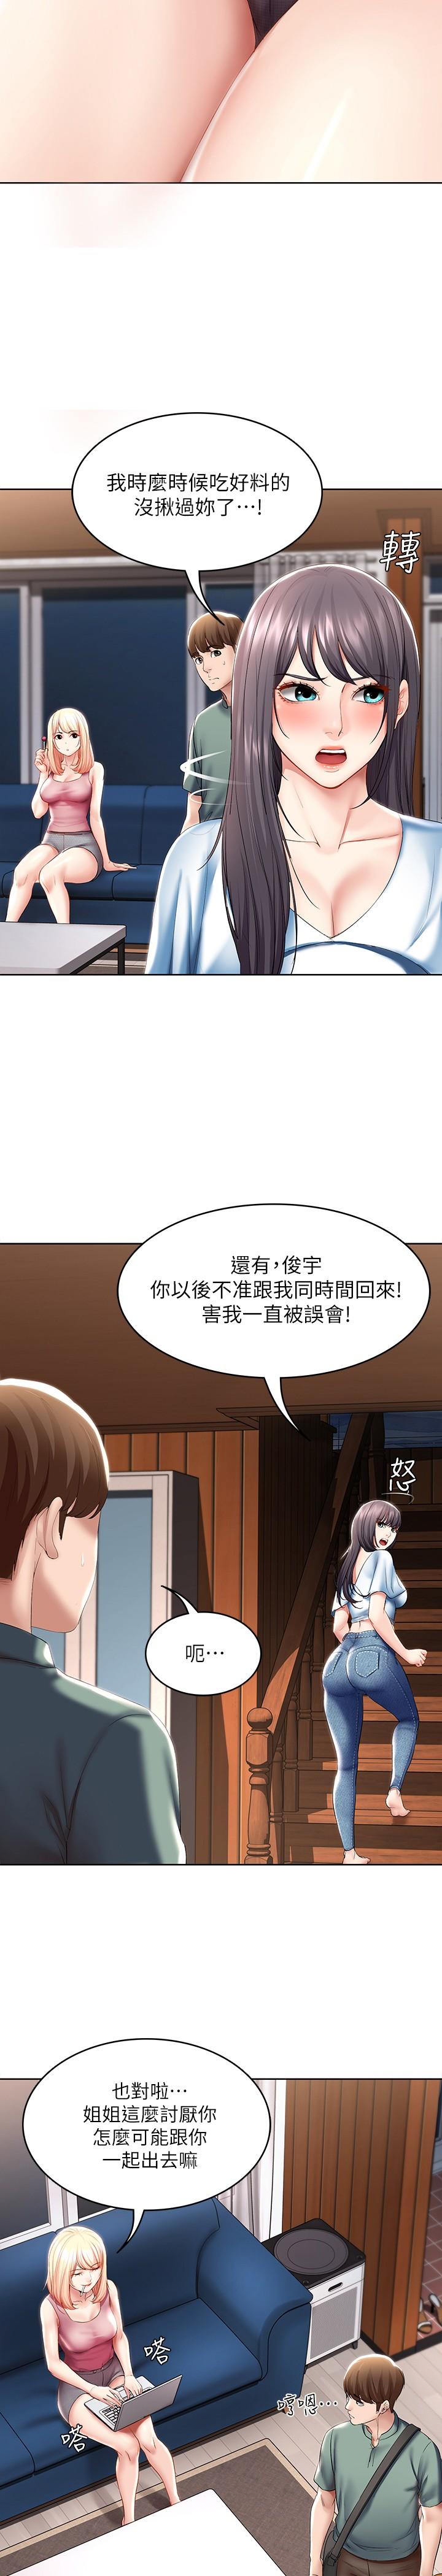 我時麼時候吃好料的
沒揪過妳了⋯!
轉
還有，俊宇
你以後不准跟我同時間回來!
害我一直被誤會!
怒
呃⋯
也對啦⋯
姐姐這麼討厭你
怎麼可能跟你
一起出去嘛
嗒
嗒
哼嗯⋯